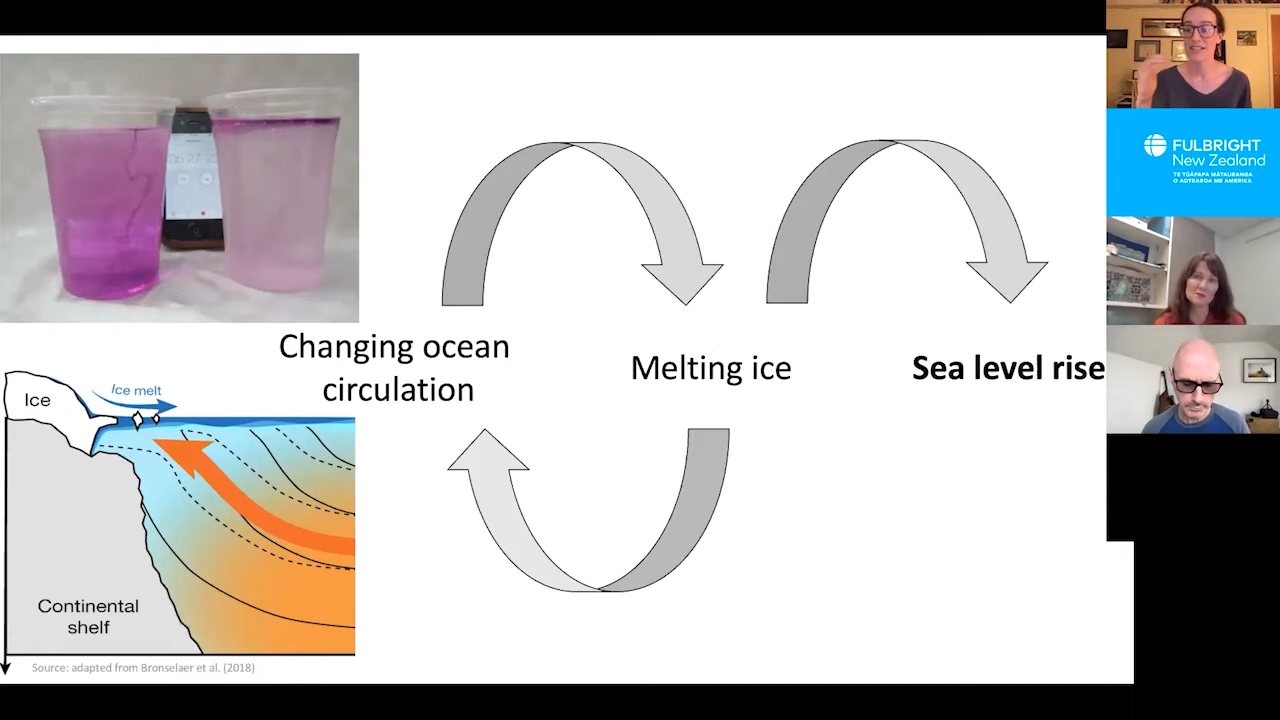 Changing ocean
circulation
Melting ice
Sea level rise
Ice
Ice melt
Continental
shelf
Source: adapted from Bronselaer et al. (2018)
FULBRIGHT
New Zealand
TE TŪĀPAPA MĀTAURANGA
O AOTEAROA ME AMERIKA